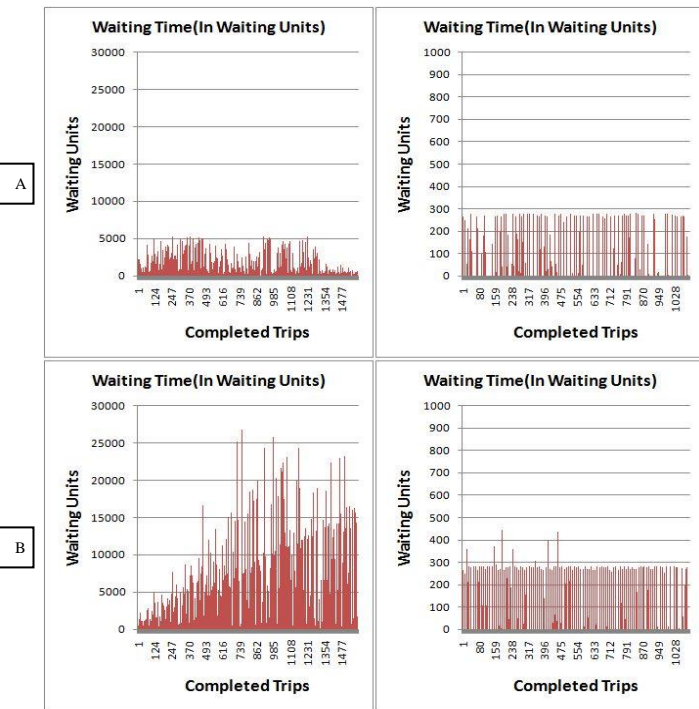 Waiting Time(In Waiting Units)
30000
25000
20000
15000
10000
5000
0
Waiting Units
1 124 247 370 493 616 739 862 985 1108 1231 1354 1477
Completed Trips
Waiting Time(In Waiting Units)
1000
900
800
700
600
500
400
300
200
100
0
Waiting Units
1 80 159 238 317 396 475 554 633 712 791 870 949 1028
Completed Trips
A
Waiting Time(In Waiting Units)
30000
25000
20000
15000
10000
5000
0
Waiting Units
1 124 247 370 493 616 739 862 985 1108 1231 1354 1477
Completed Trips
Waiting Time(In Waiting Units)
1000
900
800
700
600
500
400
300
200
100
0
Waiting Units
1 80 159 238 317 396 475 554 633 712 791 870 949 1028
Completed Trips
B